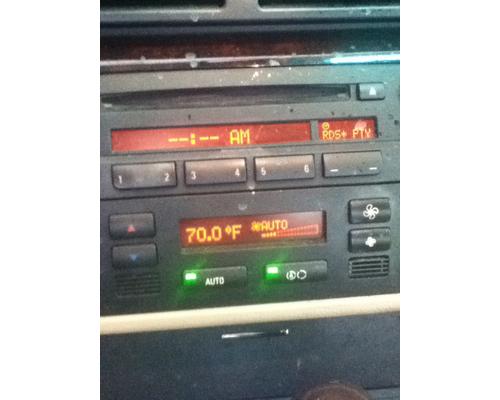 --:-- AM
RDS+ PTY
1 2 3 4 5 6 — —
70.0 °F AUTO
AUTO